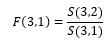 F(3,1) = S(3,2)/S(3,1)